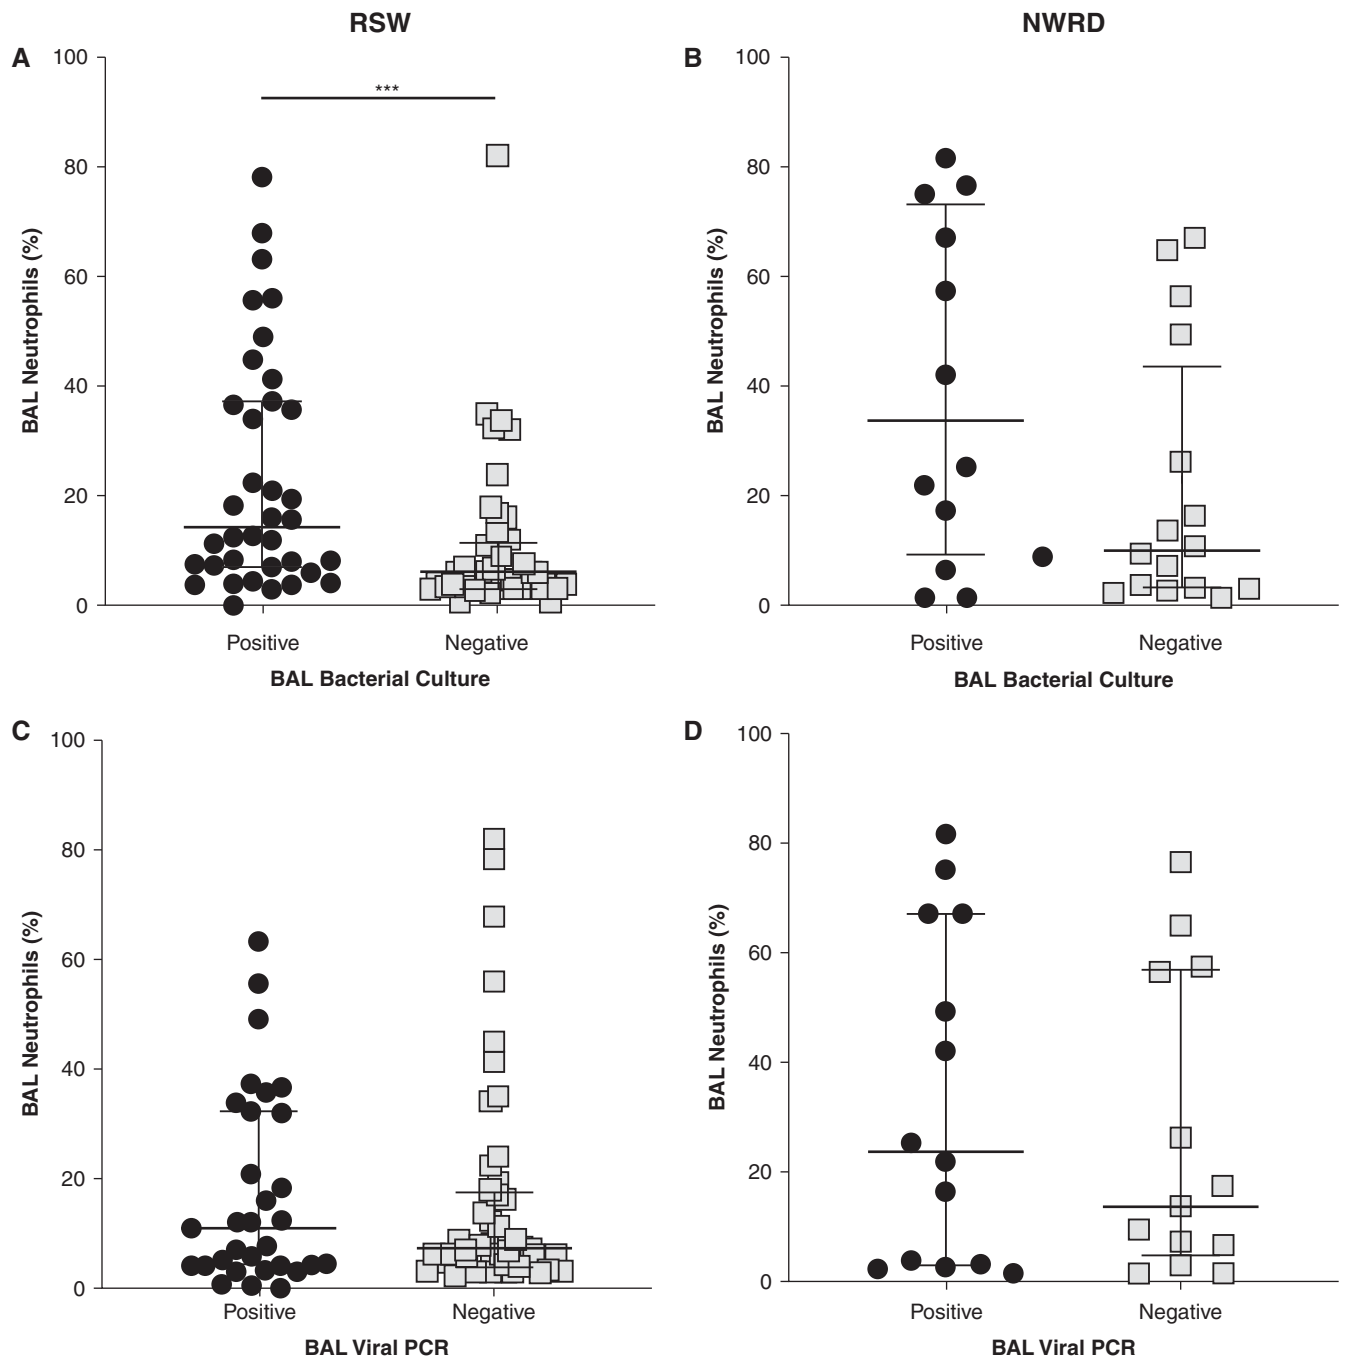 RSW
NWRD
A
100
80
60
40
20
0
BAL Neutrophils (%)
***
Positive
Negative
BAL Bacterial Culture
B
100
80
60
40
20
0
BAL Neutrophils (%)
Positive
Negative
BAL Bacterial Culture
C
100
80
60
40
20
0
BAL Neutrophils (%)
Positive
Negative
BAL Viral PCR
D
100
80
60
40
20
0
BAL Neutrophils (%)
Positive
Negative
BAL Viral PCR